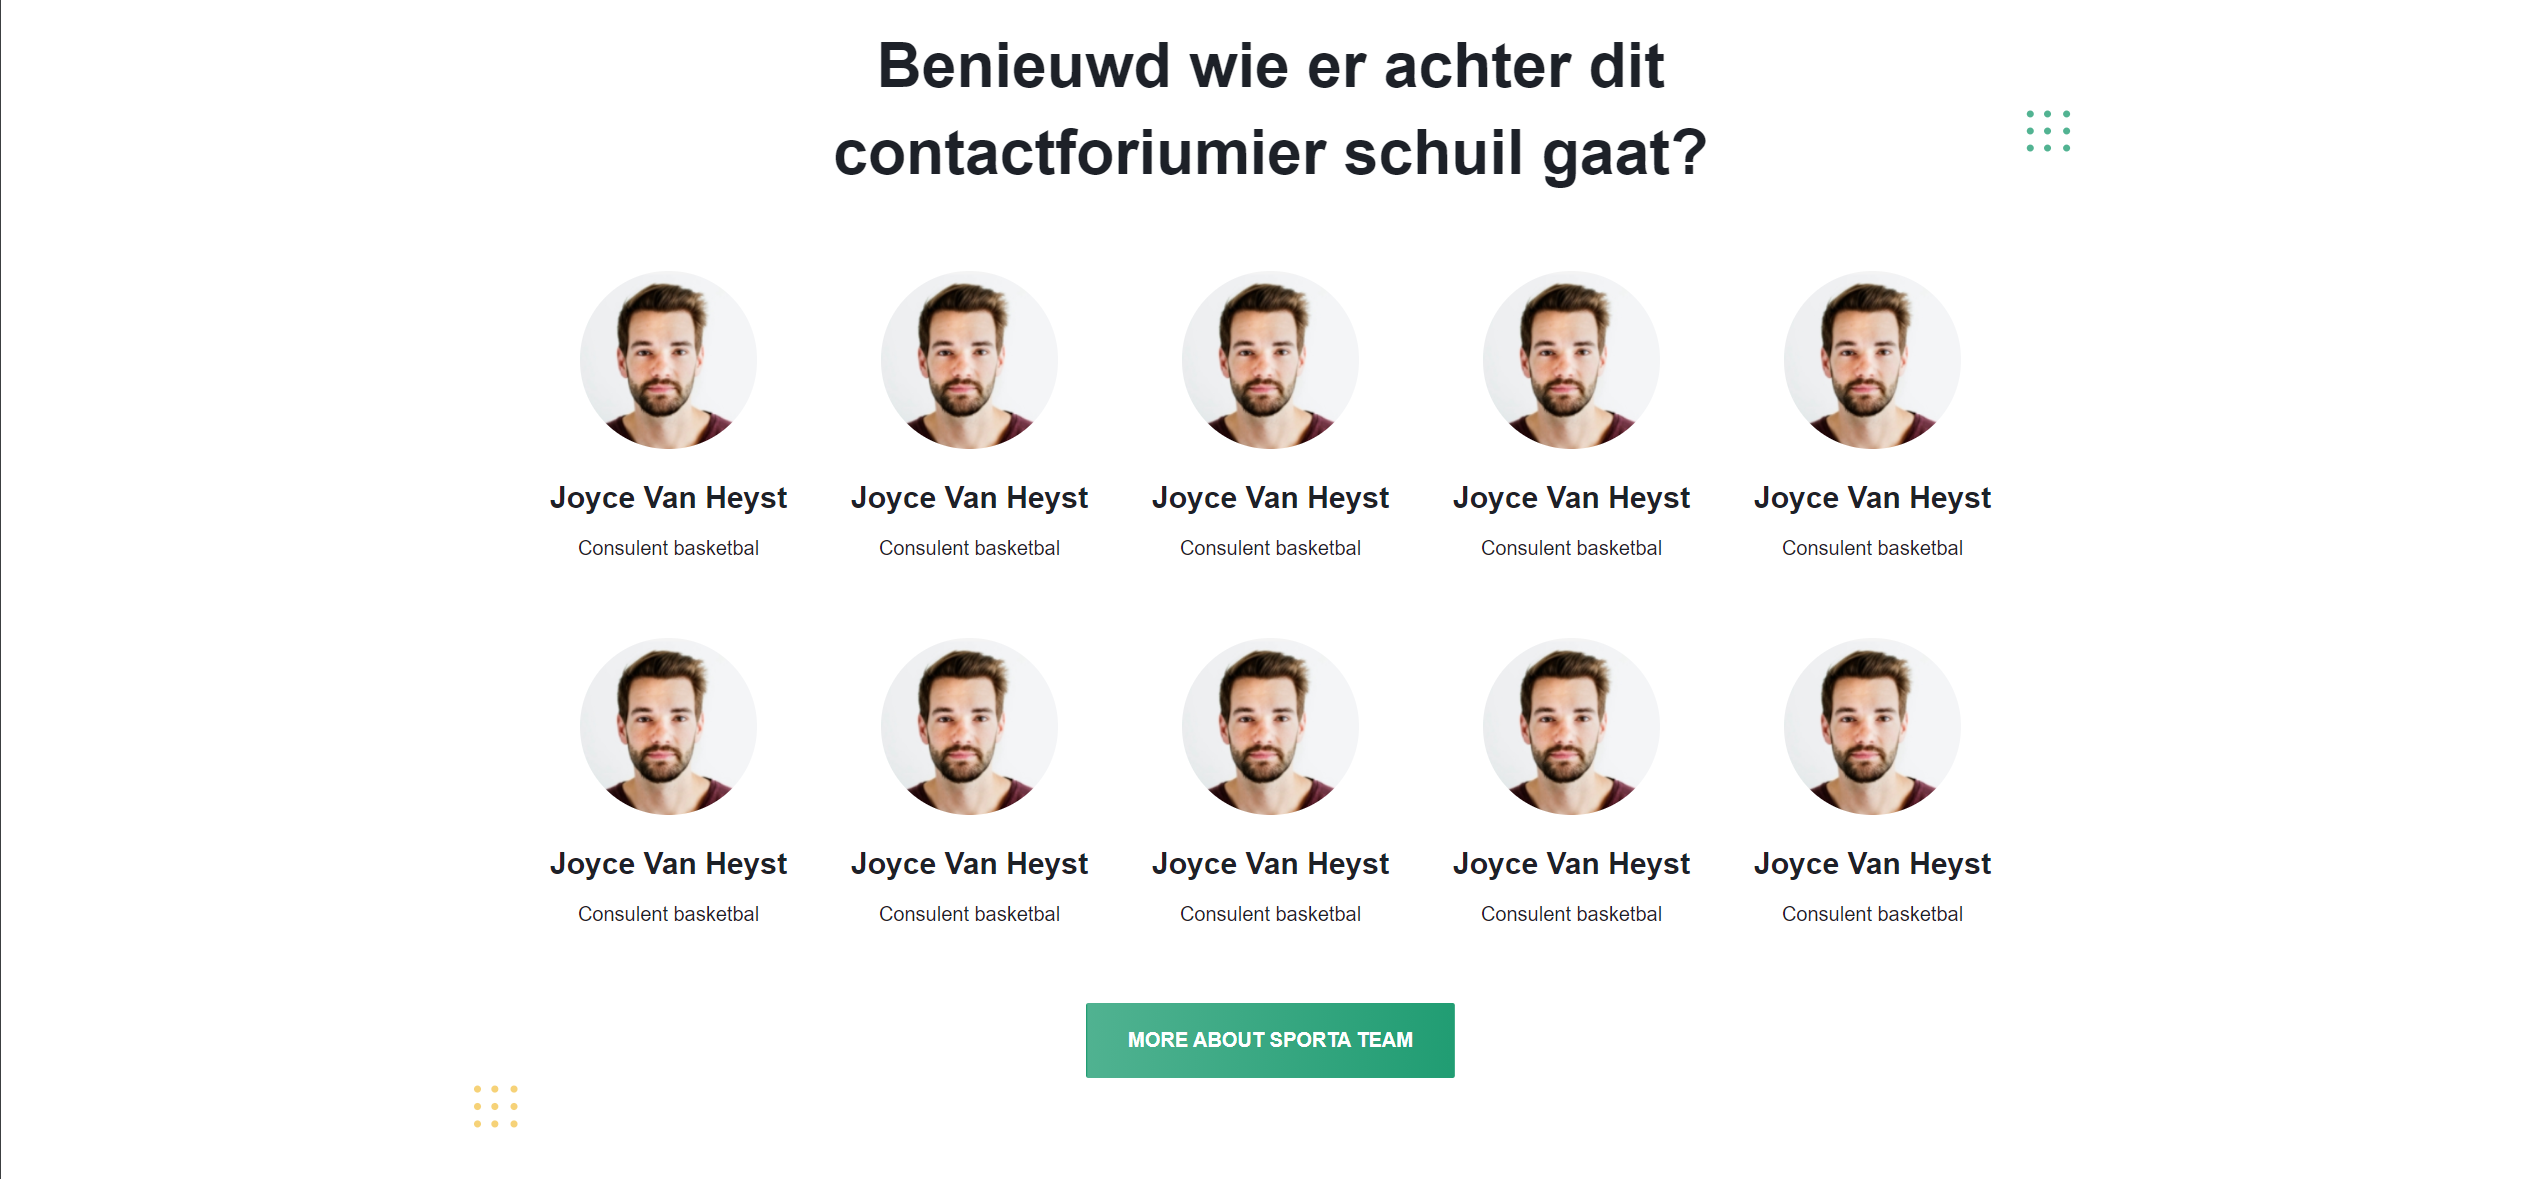 Benieuwd wie er achter dit
contactforiumier schuil gaat?
Joyce Van Heyst Joyce Van Heyst Joyce Van Heyst Joyce Van Heyst Joyce Van Heyst
Consulent basketbal Consulent basketbal Consulent basketbal Consulent basketbal Consulent basketbal
Joyce Van Heyst Joyce Van Heyst Joyce Van Heyst Joyce Van Heyst Joyce Van Heyst
Consulent basketbal Consulent basketbal Consulent basketbal Consulent basketbal Consulent basketbal
MORE ABOUT SPORTA TEAM